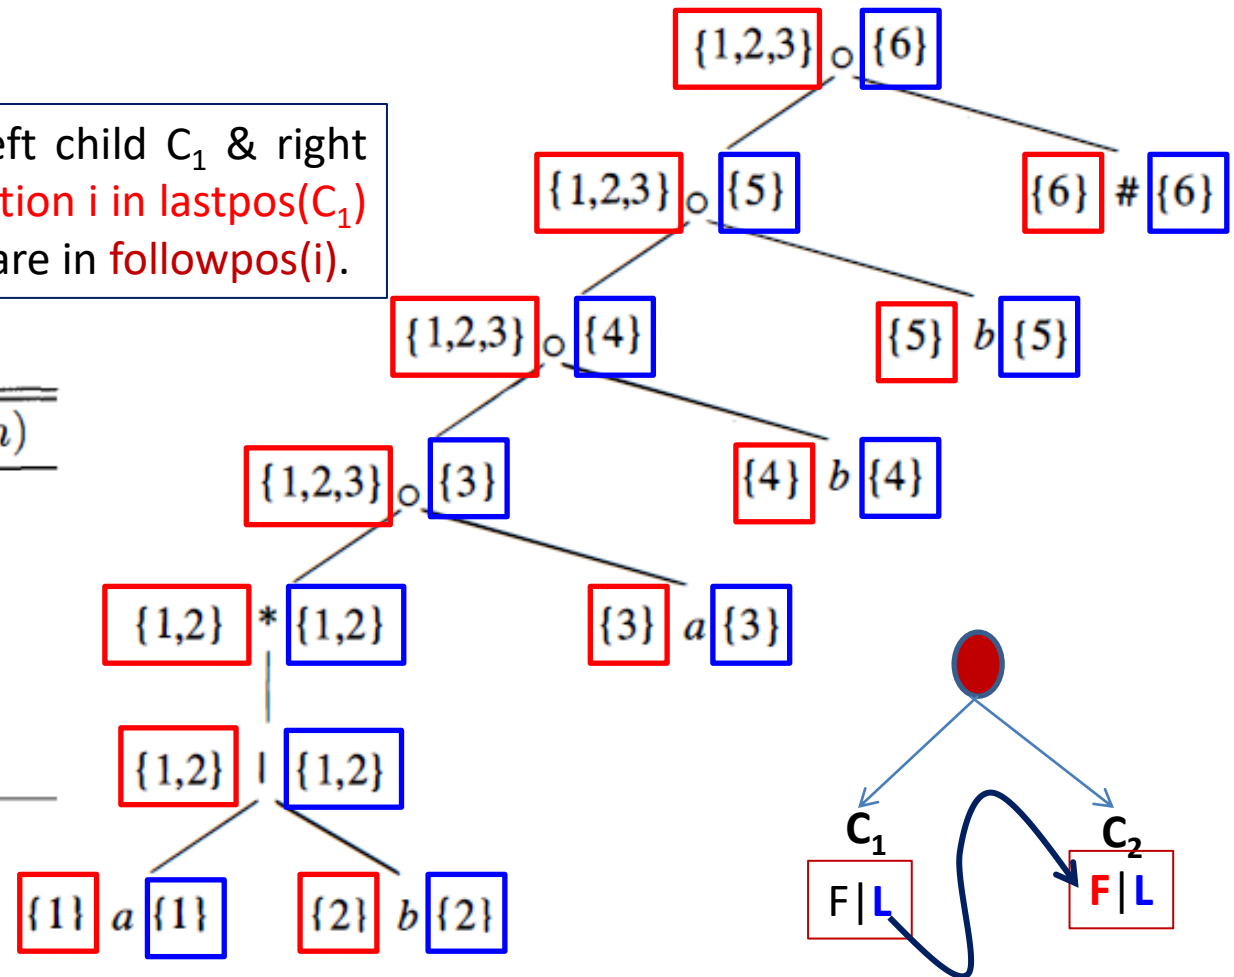 {1,2,3} ○ {6}
eft child C₁ & right
tion i in lastpos(C₁)
are in followpos(i).
{1,2,3} ○ {5}
{6} # {6}
{1,2,3} ○ {4}
{5} b {5}
)
{1,2,3} ○ {3}
{4} b {4}
{1,2} * {1,2}
{3} a {3}
{1,2} | {1,2}
C₁
C₂
{1} a {1}
{2} b {2}
F|L
F|L